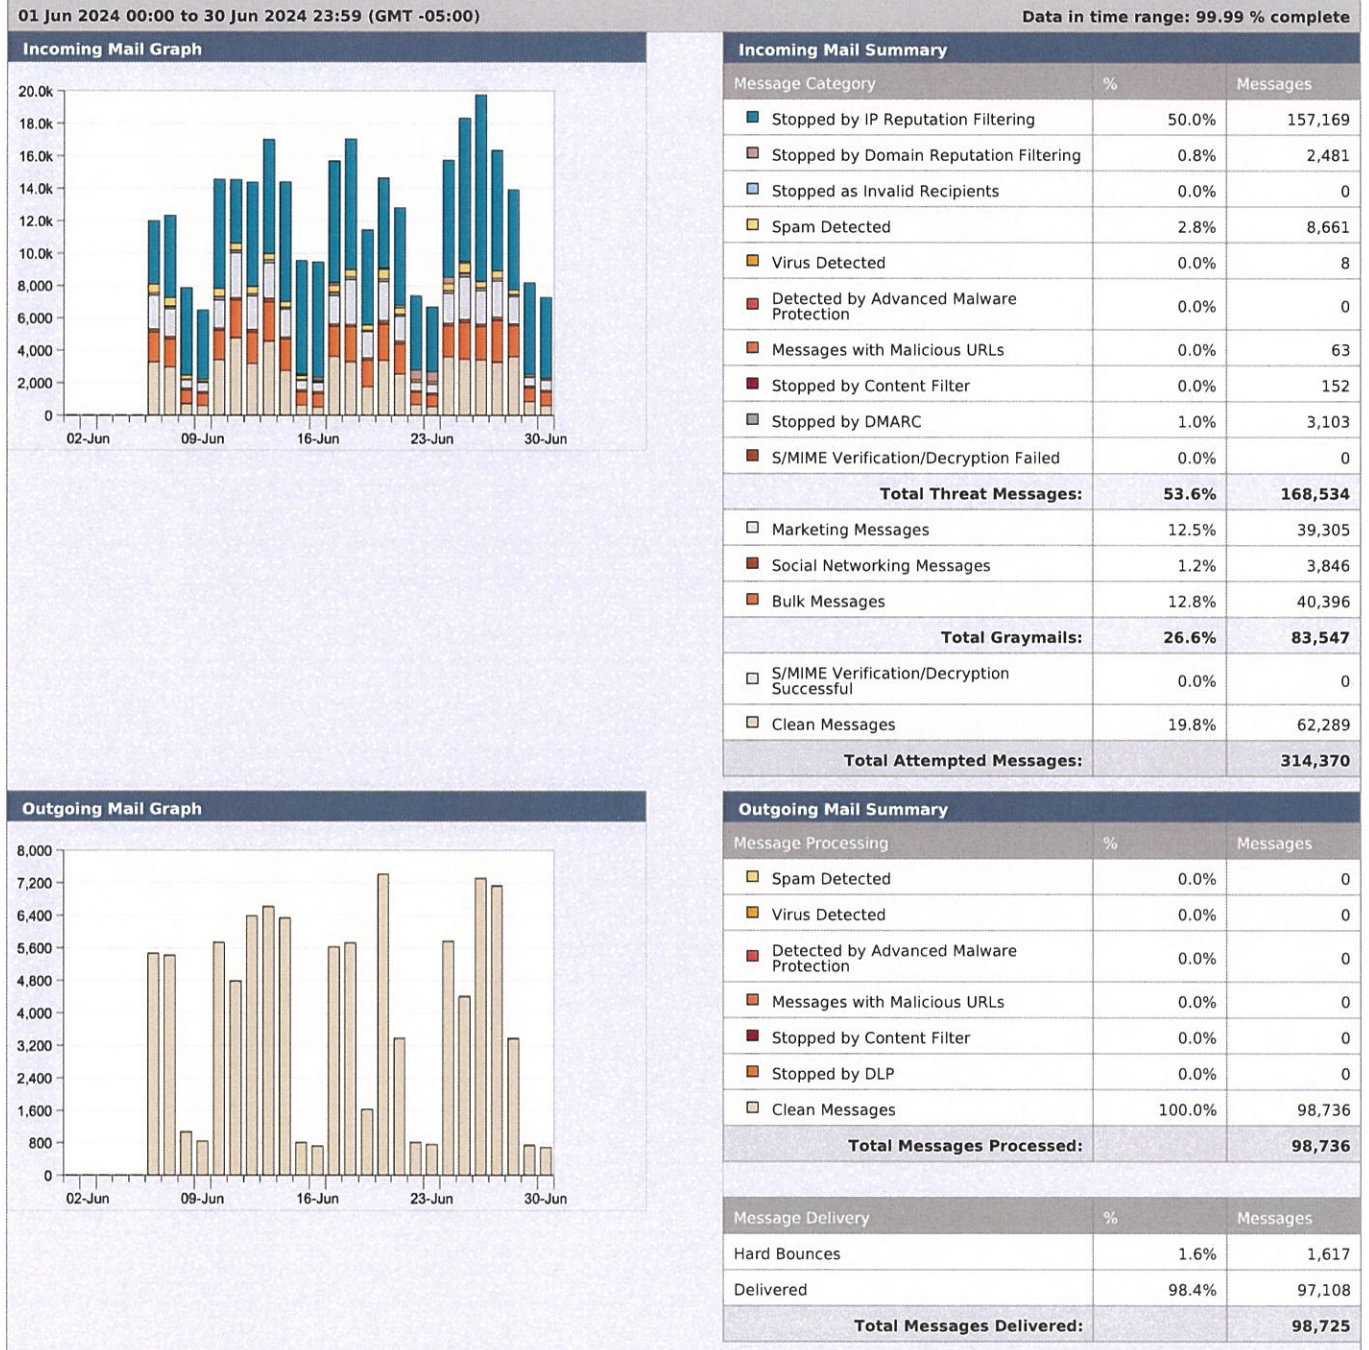 01 Jun 2024 00:00 to 30 Jun 2024 23:59 (GMT -05:00) Data in time range: 99.99 % complete
Incoming Mail Graph
20.0k
18.0k
16.0k
14.0k
12.0k
10.0k
8,000
6,000
4,000
2,000
0
02-Jun 09-Jun 16-Jun 23-Jun 30-Jun
Incoming Mail Summary
Message Category % Messages
Stopped by IP Reputation Filtering 50.0% 157,169
Stopped by Domain Reputation Filtering 0.8% 2,481
Stopped as Invalid Recipients 0.0% 0
Spam Detected 2.8% 8,661
Virus Detected 0.0% 8
Detected by Advanced Malware
Protection 0.0% 0
Messages with Malicious URLs 0.0% 63
Stopped by Content Filter 0.0% 152
Stopped by DMARC 1.0% 3,103
S/MIME Verification/Decryption Failed 0.0% 0
Total Threat Messages: 53.6% 168,534
Marketing Messages 12.5% 39,305
Social Networking Messages 1.2% 3,846
Bulk Messages 12.8% 40,396
Total Graymails: 26.6% 83,547
S/MIME Verification/Decryption
Successful 0.0% 0
Clean Messages 19.8% 62,289
Total Attempted Messages: 314,370
Outgoing Mail Graph
8,000
7,200
6,400
5,600
4,800
4,000
3,200
2,400
1,600
800
0
02-Jun 09-Jun 16-Jun 23-Jun 30-Jun
Outgoing Mail Summary
Message Processing % Messages
Spam Detected 0.0% 0
Virus Detected 0.0% 0
Detected by Advanced Malware
Protection 0.0% 0
Messages with Malicious URLs 0.0% 0
Stopped by Content Filter 0.0% 0
Stopped by DLP 0.0% 0
Clean Messages 100.0% 98,736
Total Messages Processed: 98,736
Message Delivery % Messages
Hard Bounces 1.6% 1,617
Delivered 98.4% 97,108
Total Messages Delivered: 98,725